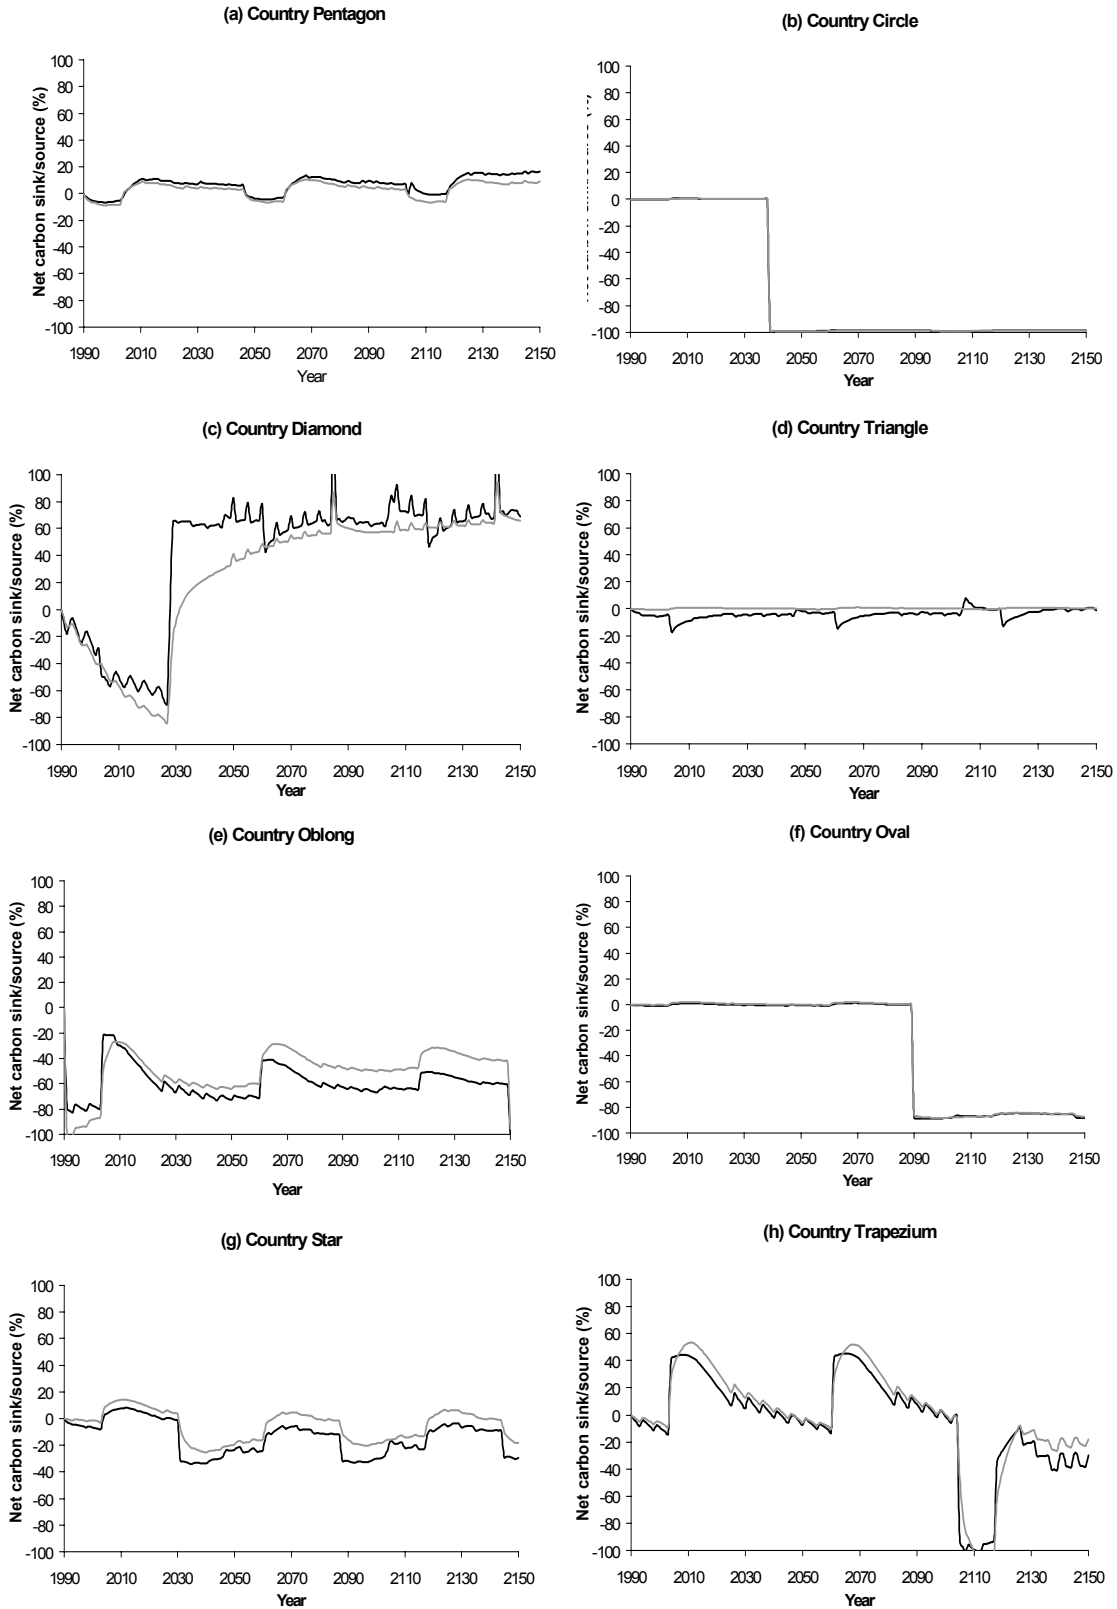 (a) Country Pentagon
Net carbon sink/source (%)
100
80
60
40
20
0
-20
-40
-60
-80
-100
1990 2010 2030 2050 2070 2090 2110 2130 2150
Year
(b) Country Circle
100
80
60
40
20
0
-20
-40
-60
-80
-100
1990 2010 2030 2050 2070 2090 2110 2130 2150
Year
(c) Country Diamond
Net carbon sink/source (%)
100
80
60
40
20
0
-20
-40
-60
-80
-100
1990 2010 2030 2050 2070 2090 2110 2130 2150
Year
(d) Country Triangle
Net carbon sink/source (%)
100
80
60
40
20
0
-20
-40
-60
-80
-100
1990 2010 2030 2050 2070 2090 2110 2130 2150
Year
(e) Country Oblong
Net carbon sink/source (%)
100
80
60
40
20
0
-20
-40
-60
-80
-100
1990 2010 2030 2050 2070 2090 2110 2130 2150
Year
(f) Country Oval
Net carbon sink/source (%)
100
80
60
40
20
0
-20
-40
-60
-80
-100
1990 2010 2030 2050 2070 2090 2110 2130 2150
Year
(g) Country Star
Net carbon sink/source (%)
100
80
60
40
20
0
-20
-40
-60
-80
-100
1990 2010 2030 2050 2070 2090 2110 2130 2150
Year
(h) Country Trapezium
Net carbon sink/source (%)
100
80
60
40
20
0
-20
-40
-60
-80
-100
1990 2010 2030 2050 2070 2090 2110 2130 2150
Year